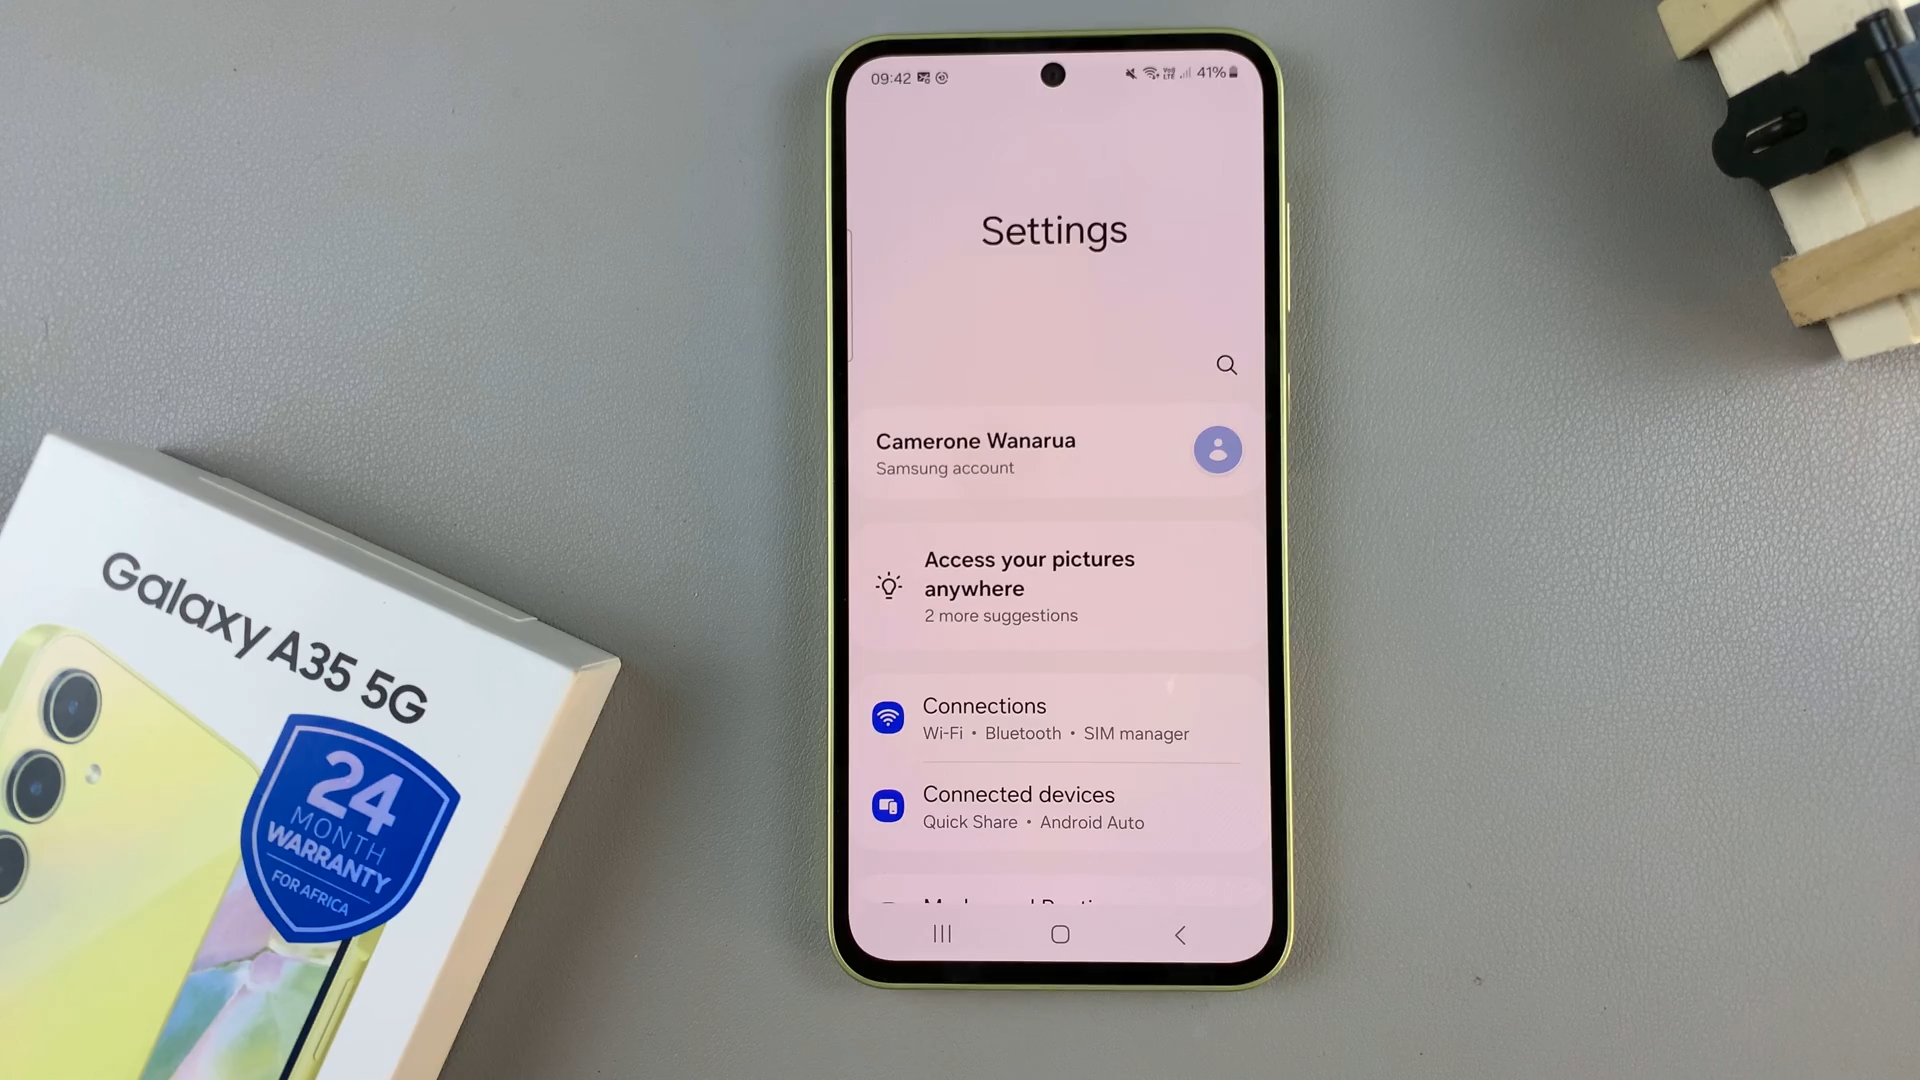 09:42
41%
Settings
Camerone Wanarua
Samsung account
Access your pictures
anywhere
2 more suggestions
Connections
Wi-Fi • Bluetooth • SIM manager
Connected devices
Quick Share • Android Auto
Galaxy A35 5G
24
MONTH
WARRANTY
FOR AFRICA